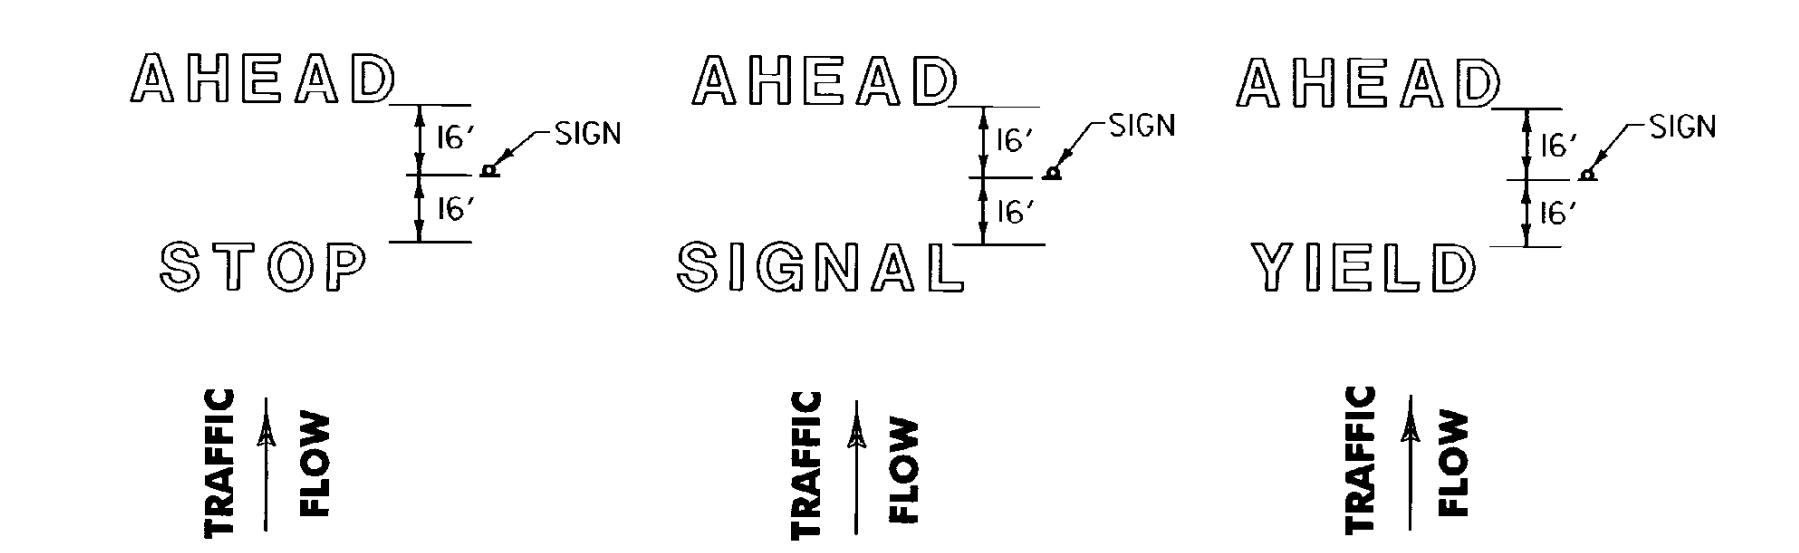 AHEAD
16'
SIGN
16'
STOP
TRAFFIC
FLOW
AHEAD
16'
SIGN
16'
SIGNAL
TRAFFIC
FLOW
AHEAD
16'
SIGN
16'
YIELD
TRAFFIC
FLOW